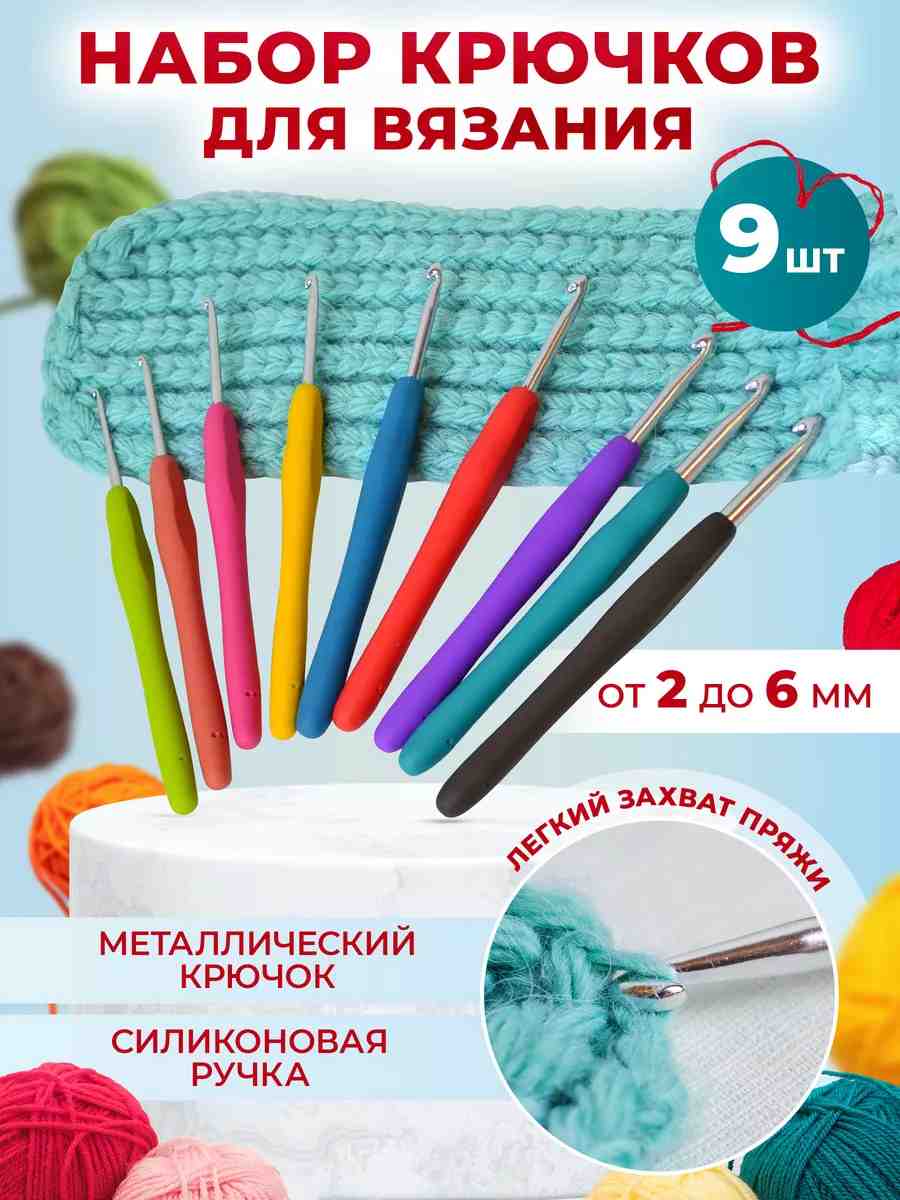 НАБОР КРЮЧКОВ
ДЛЯ ВЯЗАНИЯ
9 шт
от 2 до 6 мм
ЛЕГКИЙ ЗАХВАТ ПРЯЖИ
МЕТАЛЛИЧЕСКИЙ
КРЮЧОК
СИЛИКОНОВАЯ
РУЧКА